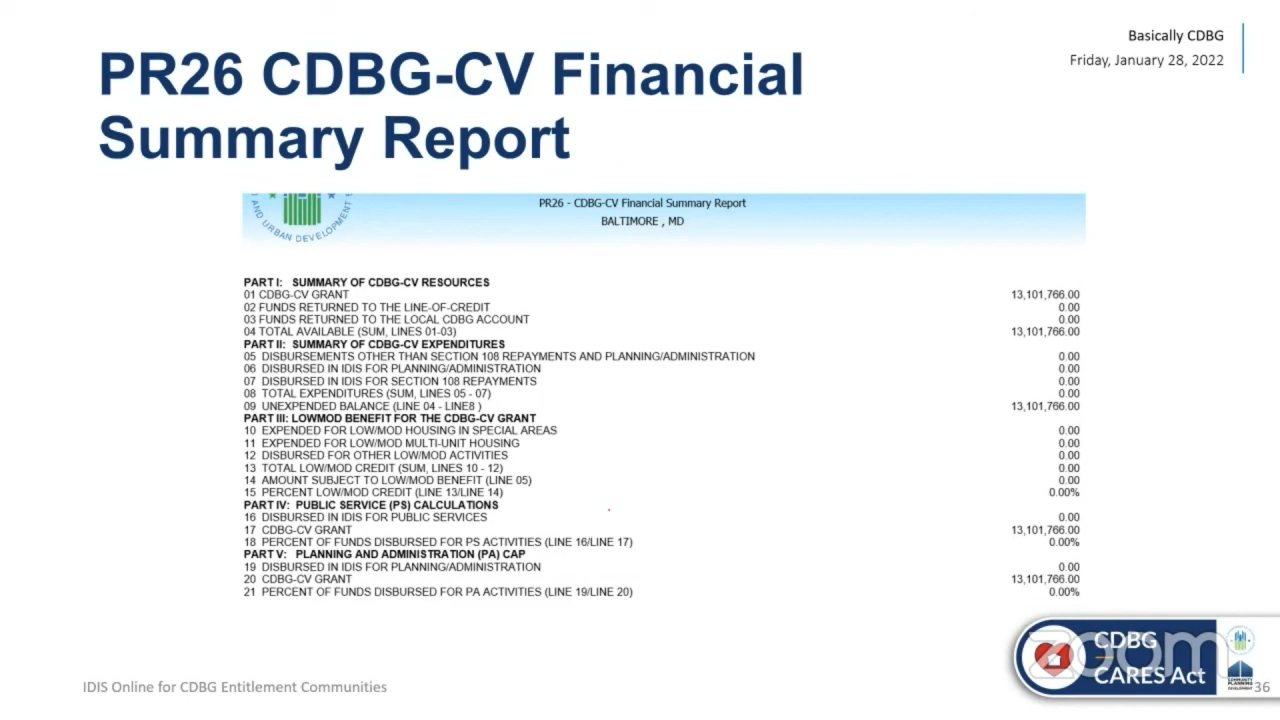 Basically CDBG
Friday, January 28, 2022
PR26 CDBG-CV Financial
Summary Report
AND URBAN DEVELOPMENT
PR26 - CDBG-CV Financial Summary Report
BALTIMORE , MD
PART I: SUMMARY OF CDBG-CV RESOURCES
01 CDBG-CV GRANT 13,101,766.00
02 FUNDS RETURNED TO THE LINE-OF-CREDIT 0.00
03 FUNDS RETURNED TO THE LOCAL CDBG ACCOUNT 0.00
04 TOTAL AVAILABLE (SUM, LINES 01-03) 13,101,766.00
PART II: SUMMARY OF CDBG-CV EXPENDITURES
05 DISBURSEMENTS OTHER THAN SECTION 108 REPAYMENTS AND PLANNING/ADMINISTRATION 0.00
06 DISBURSED IN IDIS FOR PLANNING/ADMINISTRATION 0.00
07 DISBURSED IN IDIS FOR SECTION 108 REPAYMENTS 0.00
08 TOTAL EXPENDITURES (SUM, LINES 05 - 07) 0.00
09 UNEXPENDED BALANCE (LINE 04 - LINE8 ) 13,101,766.00
PART III: LOWMOD BENEFIT FOR THE CDBG-CV GRANT
10 EXPENDED FOR LOW/MOD HOUSING IN SPECIAL AREAS 0.00
11 EXPENDED FOR LOW/MOD MULTI-UNIT HOUSING 0.00
12 DISBURSED FOR OTHER LOW/MOD ACTIVITIES 0.00
13 TOTAL LOW/MOD CREDIT (SUM, LINES 10 - 12) 0.00
14 AMOUNT SUBJECT TO LOW/MOD BENEFIT (LINE 05) 0.00
15 PERCENT LOW/MOD CREDIT (LINE 13/LINE 14) 0.00%
PART IV: PUBLIC SERVICE (PS) CALCULATIONS
16 DISBURSED IN IDIS FOR PUBLIC SERVICES 0.00
17 CDBG-CV GRANT 13,101,766.00
18 PERCENT OF FUNDS DISBURSED FOR PS ACTIVITIES (LINE 16/LINE 17) 0.00%
PART V: PLANNING AND ADMINISTRATION (PA) CAP
19 DISBURSED IN IDIS FOR PLANNING/ADMINISTRATION 0.00
20 CDBG-CV GRANT 13,101,766.00
21 PERCENT OF FUNDS DISBURSED FOR PA ACTIVITIES (LINE 19/LINE 20) 0.00%
CDBG
zoom
CARES Act
COMMUNITY
PLANNING
DEVELOPMENT
IDIS Online for CDBG Entitlement Communities
36